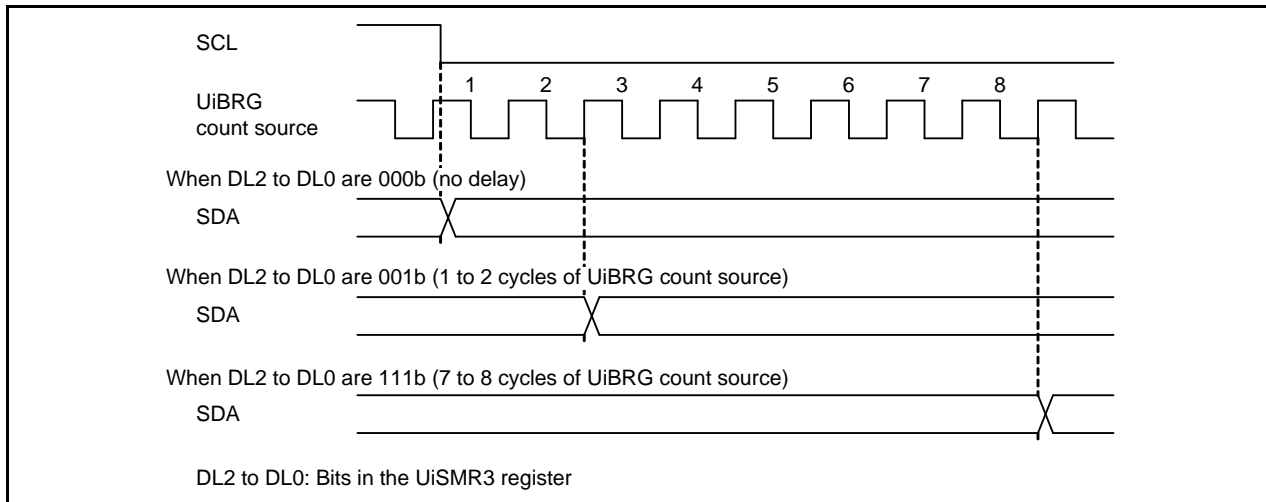 SCL
1 2 3 4 5 6 7 8
UiBRG
count source
When DL2 to DL0 are 000b (no delay)
SDA
When DL2 to DL0 are 001b (1 to 2 cycles of UiBRG count source)
SDA
When DL2 to DL0 are 111b (7 to 8 cycles of UiBRG count source)
SDA
DL2 to DL0: Bits in the UiSMR3 register